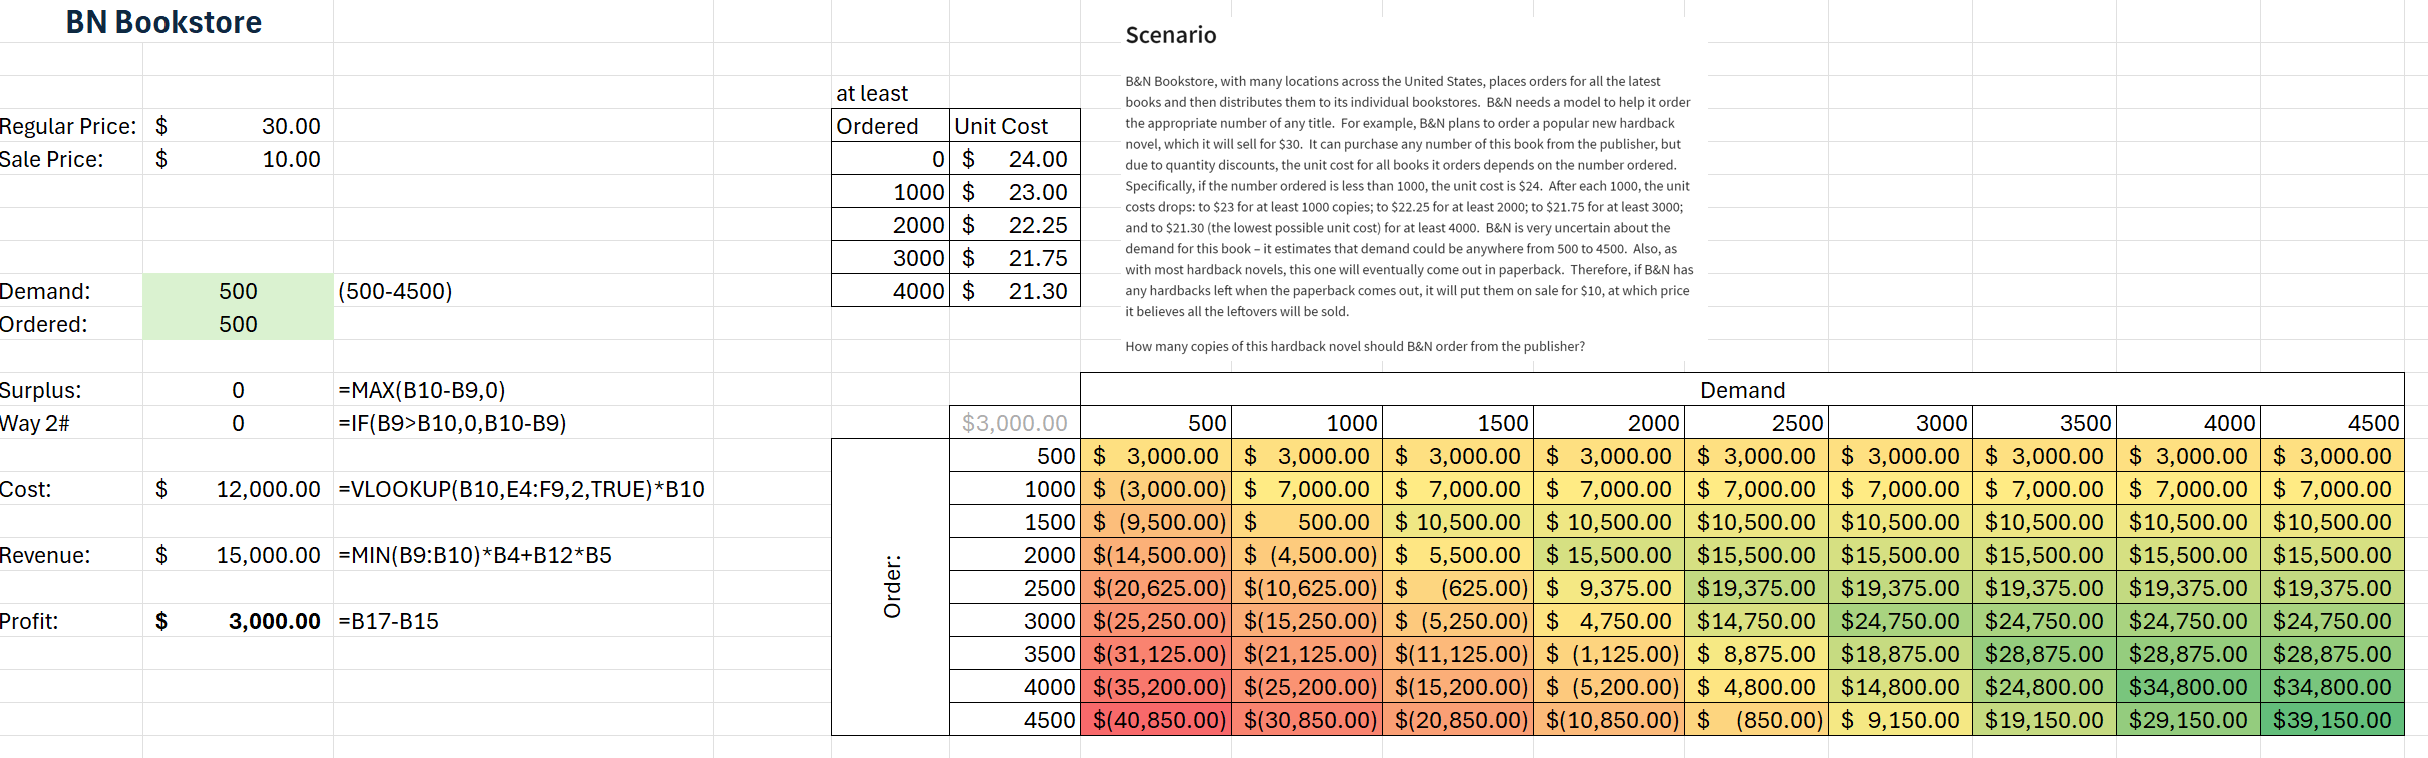 BN Bookstore
Scenario
B&N Bookstore, with many locations across the United States, places orders for all the latest
books and then distributes them to its individual bookstores.  B&N needs a model to help it order
the appropriate number of any title.  For example, B&N plans to order a popular new hardback
novel, which it will sell for $30.  It can purchase any number of this book from the publisher, but
due to quantity discounts, the unit cost for all books it orders depends on the number ordered.
Specifically, if the number ordered is less than 1000, the unit cost is $24.  After each 1000, the unit
costs drops: to $23 for at least 1000 copies; to $22.25 for at least 2000; to $21.75 for at least 3000;
and to $21.30 (the lowest possible unit cost) for at least 4000.  B&N is very uncertain about the
demand for this book – it estimates that demand could be anywhere from 500 to 4500.  Also, as
with most hardback novels, this one will eventually come out in paperback.  Therefore, if B&N has
any hardbacks left when the paperback comes out, it will put them on sale for $10, at which price
it believes all the leftovers will be sold.
How many copies of this hardback novel should B&N order from the publisher?
at least
Regular Price: $ 30.00 Ordered Unit Cost
Sale Price: $ 10.00 0 $ 24.00
1000 $ 23.00
2000 $ 22.25
3000 $ 21.75
Demand: 500 (500-4500) 4000 $ 21.30
Ordered: 500
Surplus: 0 =MAX(B10-B9,0) Demand
Way 2# 0 =IF(B9>B10,0,B10-B9) $3,000.00 500 1000 1500 2000 2500 3000 3500 4000 4500
500 $ 3,000.00 $ 3,000.00 $ 3,000.00 $ 3,000.00 $ 3,000.00 $ 3,000.00 $ 3,000.00 $ 3,000.00 $ 3,000.00
Cost: $ 12,000.00 =VLOOKUP(B10,E4:F9,2,TRUE)*B10 1000 $ (3,000.00) $ 7,000.00 $ 7,000.00 $ 7,000.00 $ 7,000.00 $ 7,000.00 $ 7,000.00 $ 7,000.00 $ 7,000.00
1500 $ (9,500.00) $ 500.00 $ 10,500.00 $ 10,500.00 $10,500.00 $10,500.00 $10,500.00 $10,500.00 $10,500.00
Revenue: $ 15,000.00 =MIN(B9:B10)*B4+B12*B5 2000 $(14,500.00) $ (4,500.00) $ 5,500.00 $ 15,500.00 $15,500.00 $15,500.00 $15,500.00 $15,500.00 $15,500.00
Order: 2500 $(20,625.00) $(10,625.00) $ (625.00) $ 9,375.00 $19,375.00 $19,375.00 $19,375.00 $19,375.00 $19,375.00
Profit: $ 3,000.00 =B17-B15 3000 $(25,250.00) $(15,250.00) $ (5,250.00) $ 4,750.00 $14,750.00 $24,750.00 $24,750.00 $24,750.00 $24,750.00
3500 $(31,125.00) $(21,125.00) $(11,125.00) $ (1,125.00) $ 8,875.00 $18,875.00 $28,875.00 $28,875.00 $28,875.00
4000 $(35,200.00) $(25,200.00) $(15,200.00) $ (5,200.00) $ 4,800.00 $14,800.00 $24,800.00 $34,800.00 $34,800.00
4500 $(40,850.00) $(30,850.00) $(20,850.00) $(10,850.00) $ (850.00) $ 9,150.00 $19,150.00 $29,150.00 $39,150.00